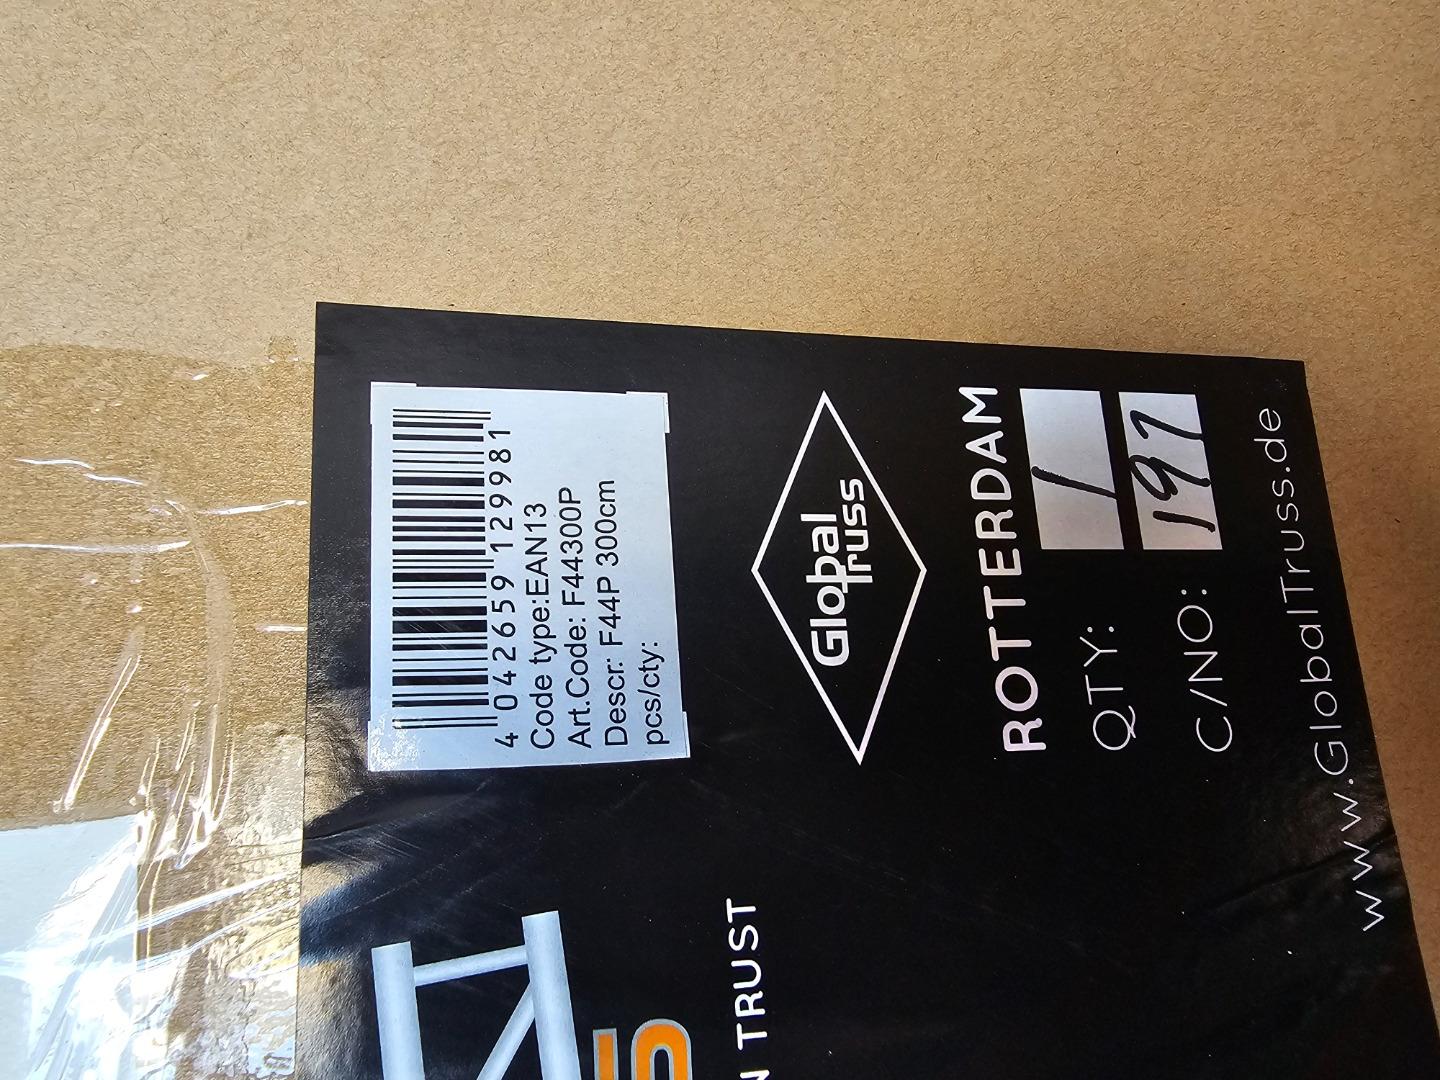 4 042659 129981
Code type:EAN13
Art.Code: F44300P
Descr: F44P 300cm
pcs/cty:
Global
Truss
ROTTERDAM
QTY: 1
C/NO: 197
www.GlobalTruss.de
TRUST